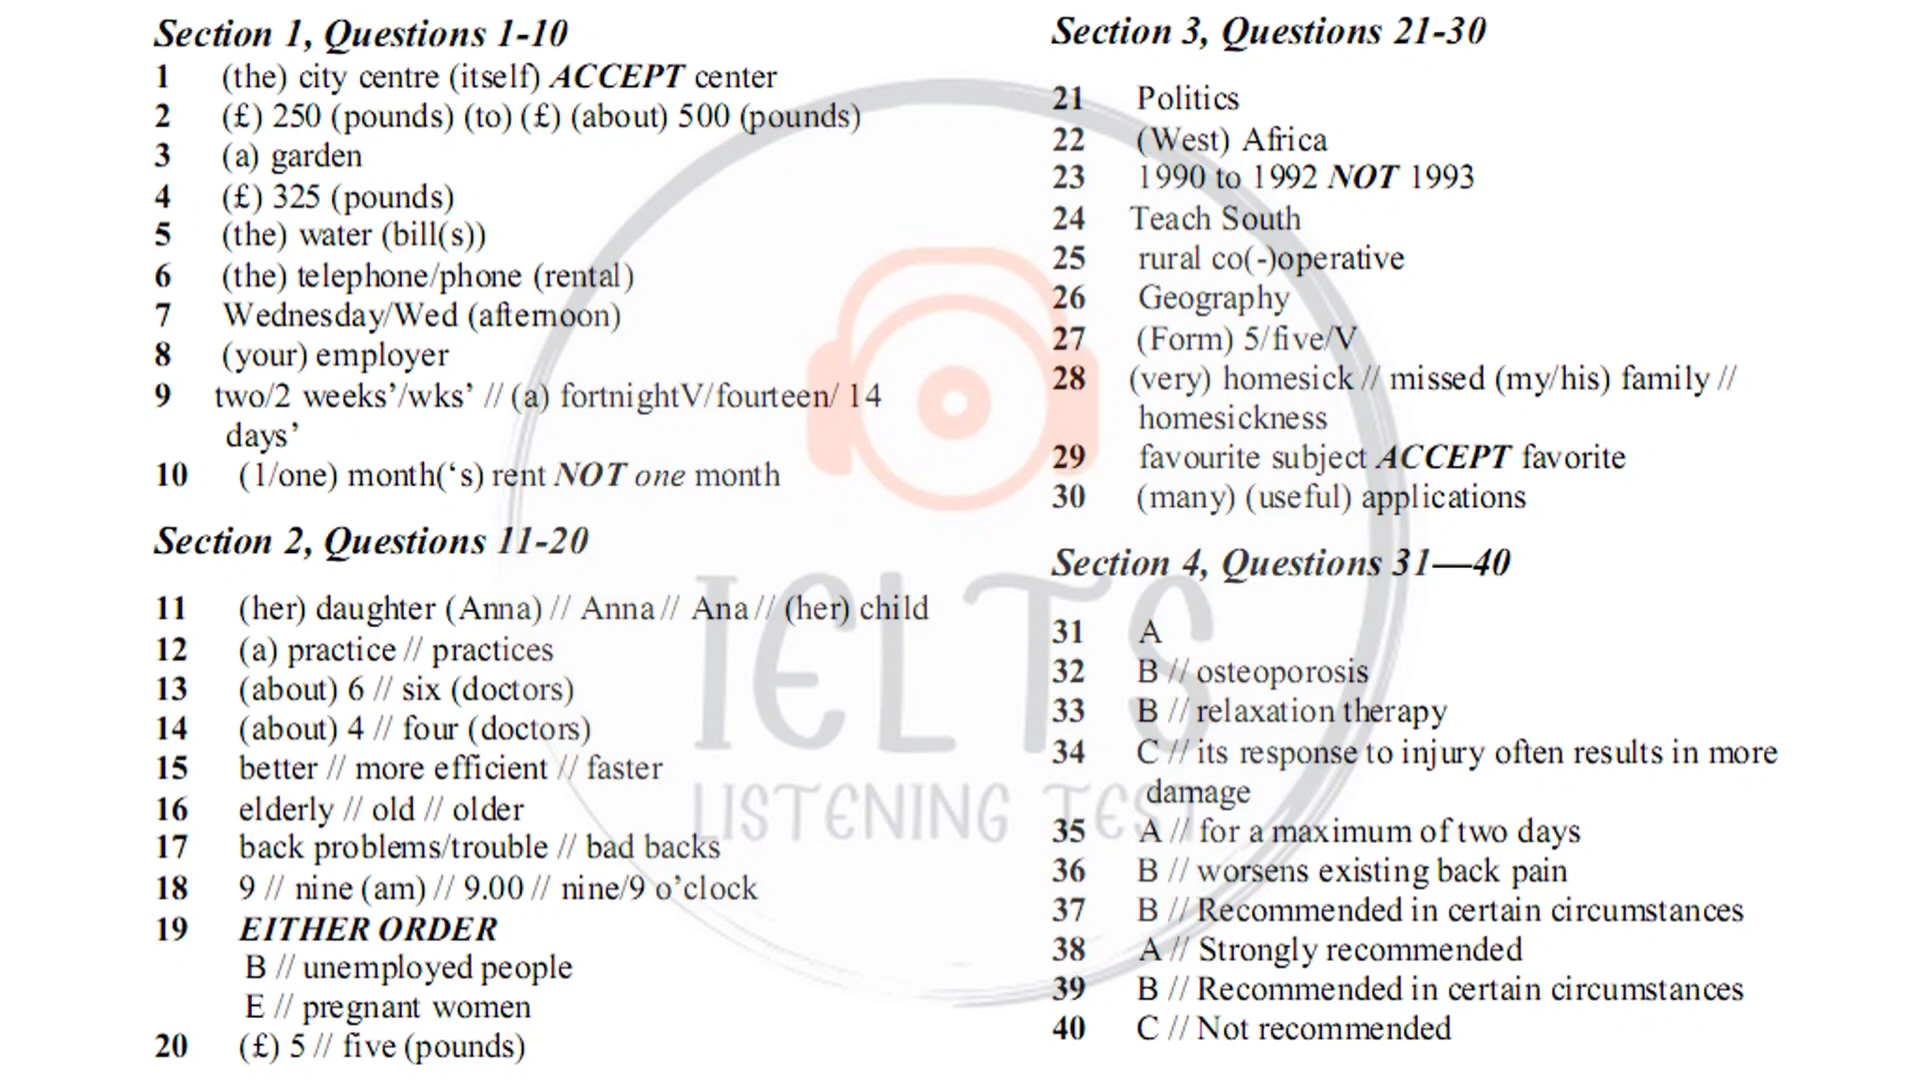 Section 1, Questions 1-10
1 (the) city centre (itself) ACCEPT center
2 (£) 250 (pounds) (to) (£) (about) 500 (pounds)
3 (a) garden
4 (£) 325 (pounds)
5 (the) water (bill(s))
6 (the) telephone/phone (rental)
7 Wednesday/Wed (afternoon)
8 (your) employer
9 two/2 weeks’/wks’ // (a) fortnightV/fourteen/ 14
days’
10 (1/one) month(‘s) rent NOT one month
Section 2, Questions 11-20
11 (her) daughter (Anna) // Anna // Ana // (her) child
12 (a) practice // practices
13 (about) 6 // six (doctors)
14 (about) 4 // four (doctors)
15 better // more efficient // faster
16 elderly // old // older
17 back problems/trouble // bad backs
18 9 // nine (am) // 9.00 // nine/9 o’clock
19 EITHER ORDER
B // unemployed people
E // pregnant women
20 (£) 5 // five (pounds)
Section 3, Questions 21-30
21 Politics
22 (West) Africa
23 1990 to 1992 NOT 1993
24 Teach South
25 rural co(-)operative
26 Geography
27 (Form) 5/five/V
28 (very) homesick // missed (my/his) family //
homesickness
29 favourite subject ACCEPT favorite
30 (many) (useful) applications
Section 4, Questions 31—40
31 A
32 B // osteoporosis
33 B // relaxation therapy
34 C // its response to injury often results in more
damage
35 A // for a maximum of two days
36 B // worsens existing back pain
37 B // Recommended in certain circumstances
38 A // Strongly recommended
39 B // Recommended in certain circumstances
40 C // Not recommended
IELTS
LISTENING TEST